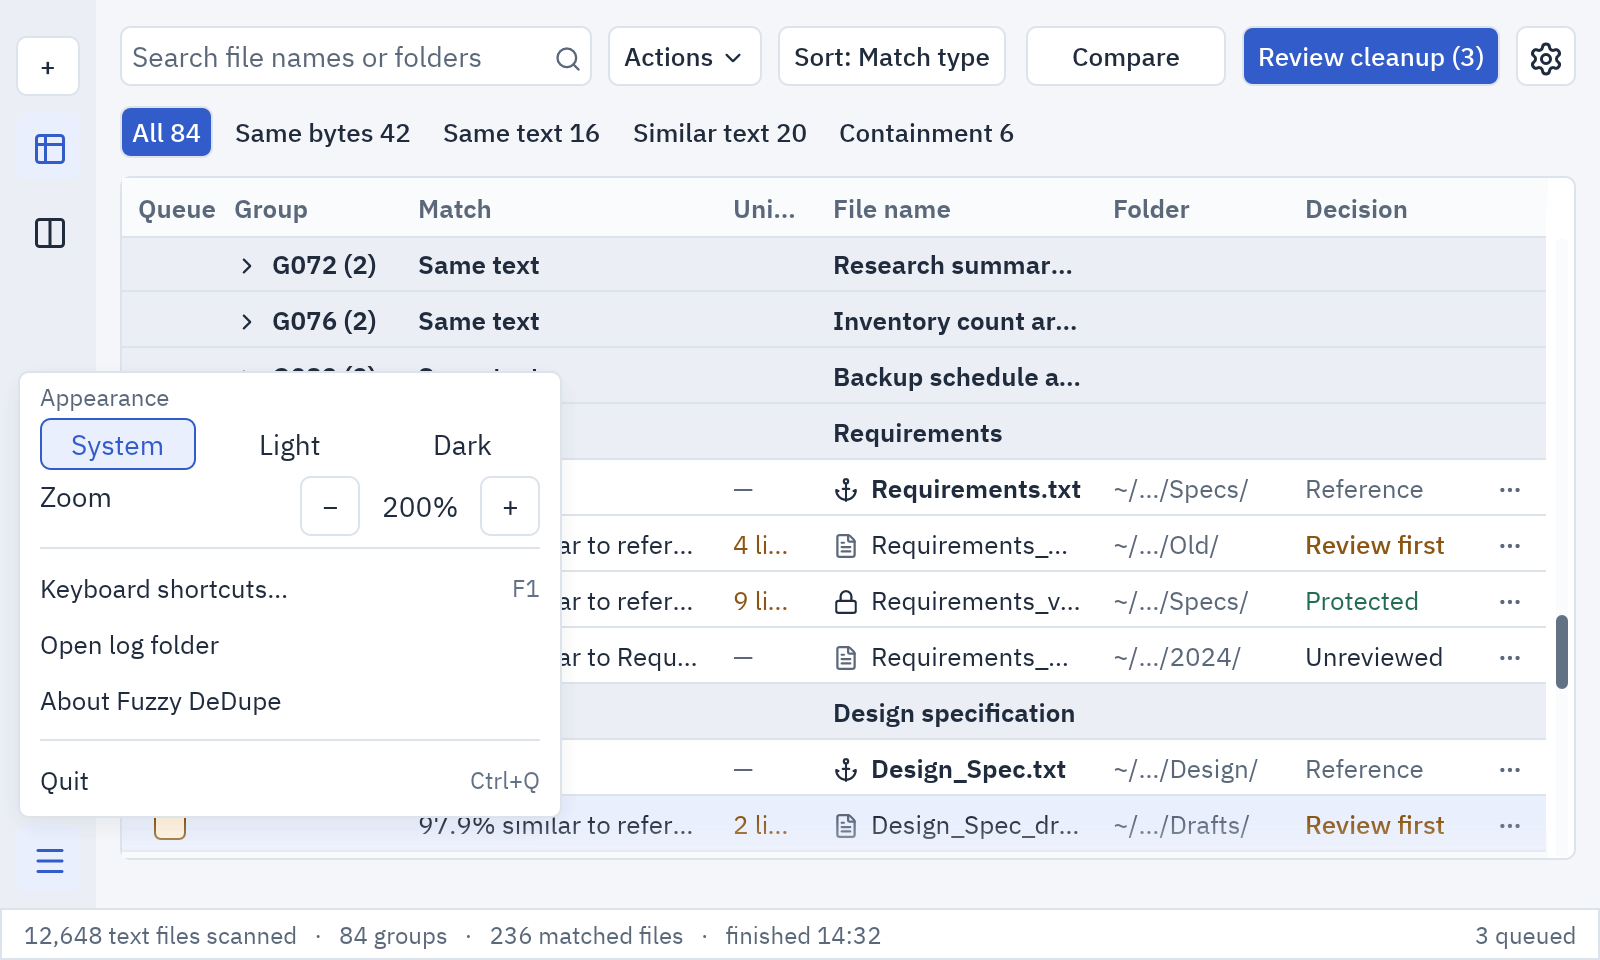 + Search file names or folders Actions Sort: Match type Compare Review cleanup (3)
All 84 Same bytes 42 Same text 16 Similar text 20 Containment 6
Queue Group Match Uni... File name Folder Decision
G072 (2) Same text Research summar...
G076 (2) Same text Inventory count ar...
Backup schedule a...
Requirements
— Requirements.txt ~/.../Specs/ Reference ...
ar to refer... 4 li... Requirements_... ~/.../Old/ Review first ...
ar to refer... 9 li... Requirements_v... ~/.../Specs/ Protected ...
ar to Requ... — Requirements_... ~/.../2024/ Unreviewed ...
Design specification
— Design_Spec.txt ~/.../Design/ Reference ...
97.9% similar to refer... 2 li... Design_Spec_dr... ~/.../Drafts/ Review first ...
Appearance
System Light Dark
Zoom − 200% +
Keyboard shortcuts... F1
Open log folder
About Fuzzy DeDupe
Quit Ctrl+Q
12,648 text files scanned · 84 groups · 236 matched files · finished 14:32 3 queued